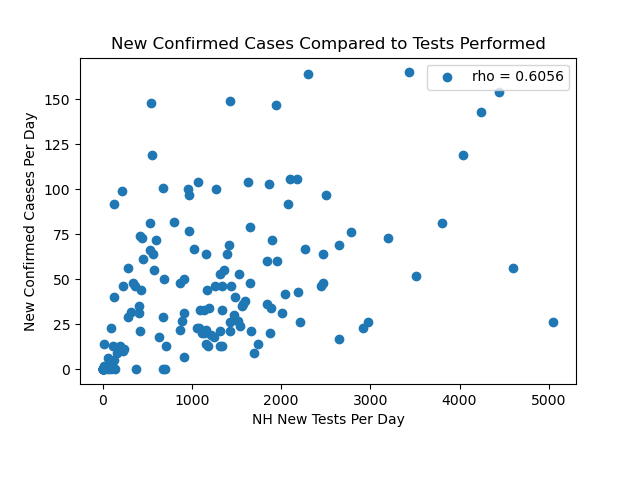 New Confirmed Cases Compared to Tests Performed
rho = 0.6056
150
125
100
75
50
25
0
New Confirmed Caeses Per Day
0 1000 2000 3000 4000 5000
NH New Tests Per Day